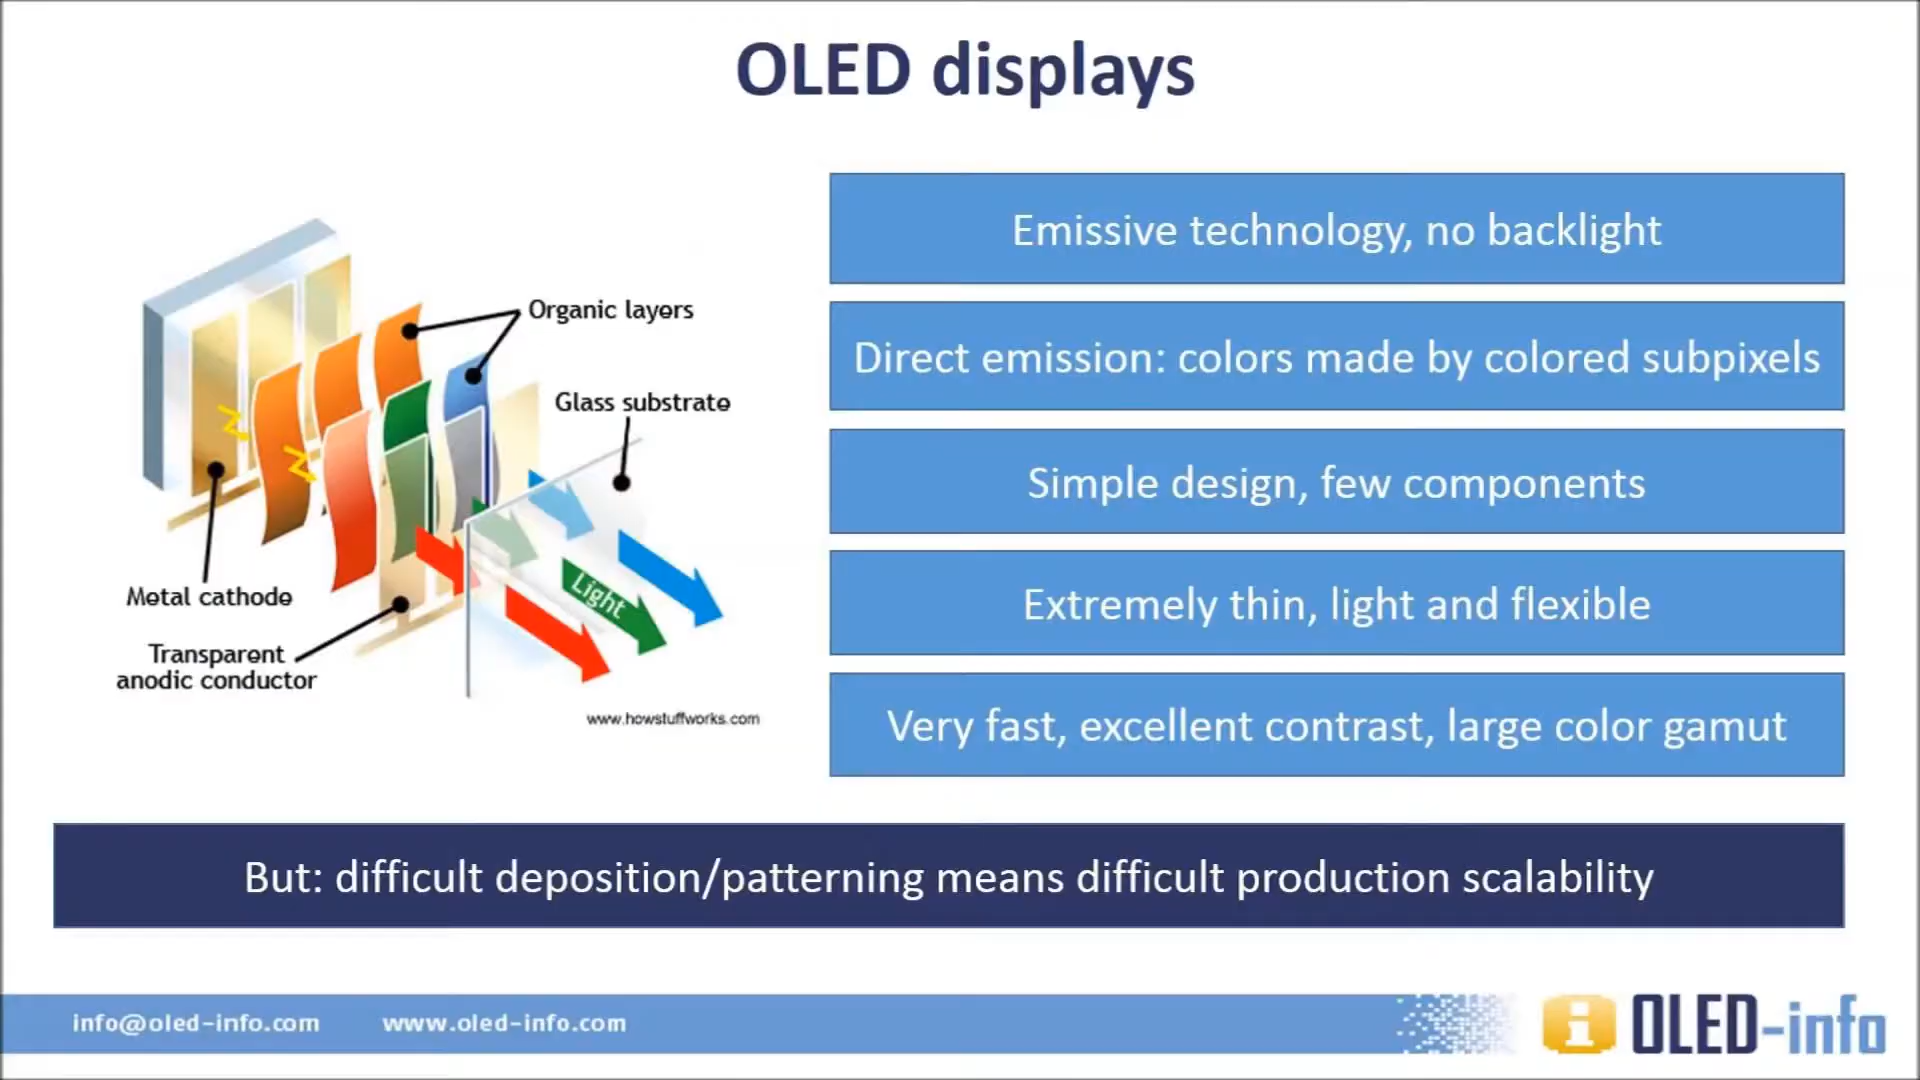 OLED displays
Organic layers
Glass substrate
Metal cathode
Transparent
anodic conductor
Light
www.howstuffworks.com
Emissive technology, no backlight
Direct emission: colors made by colored subpixels
Simple design, few components
Extremely thin, light and flexible
Very fast, excellent contrast, large color gamut
But: difficult deposition/patterning means difficult production scalability
info@oled-info.com www.oled-info.com
i OLED-info